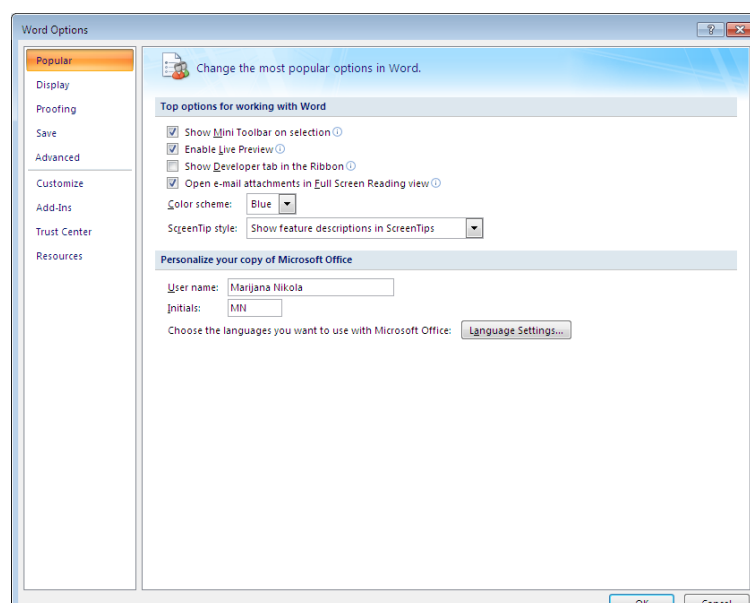 Word Options
Popular
Display
Proofing
Save
Advanced
Customize
Add-Ins
Trust Center
Resources
Change the most popular options in Word.
Top options for working with Word
Show Mini Toolbar on selection
Enable Live Preview
Show Developer tab in the Ribbon
Open e-mail attachments in Full Screen Reading view
Color scheme: Blue
ScreenTip style: Show feature descriptions in ScreenTips
Personalize your copy of Microsoft Office
User name: Marijana Nikola
Initials: MN
Choose the languages you want to use with Microsoft Office: Language Settings...
OK Cancel